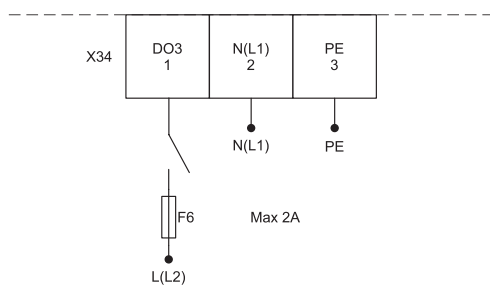 X34
DO3
1
N(L1)
2
PE
3
N(L1)
PE
F6
Max 2A
L(L2)